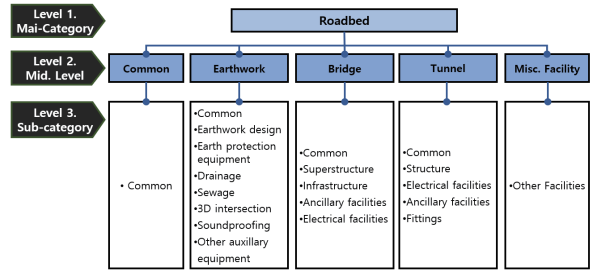 Level 1.
Mai-Category
Roadbed
Level 2.
Mid. Level
Common
Earthwork
Bridge
Tunnel
Misc. Facility
Level 3.
Sub-category
• Common
•Common
•Earthwork design
•Earth protection
equipment
•Drainage
•Sewage
•3D intersection
•Soundproofing
•Other auxillary
equipment
•Common
•Superstructure
•Infrastructure
•Ancillary facilities
•Electrical facilities
•Common
•Structure
•Electrical facilities
•Ancillary facilities
•Fittings
•Other Facilities